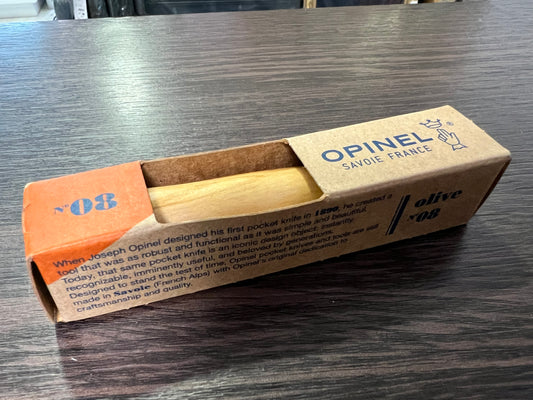 OPINEL®
SAVOIE FRANCE
N°08
olive
N°08
When Joseph Opinel designed his first pocket knife in 1890, he created a
tool that was as robust and functional as it was simple and beautiful.
Today, that same pocket knife is an iconic design object; instantly
recognizable, imminently useful, and beloved by generations.
Designed to stand the test of time, Opinel pocket knives and tools are still
made in Savoie (French Alps) with Opinel's original dedication to
craftsmanship and quality.